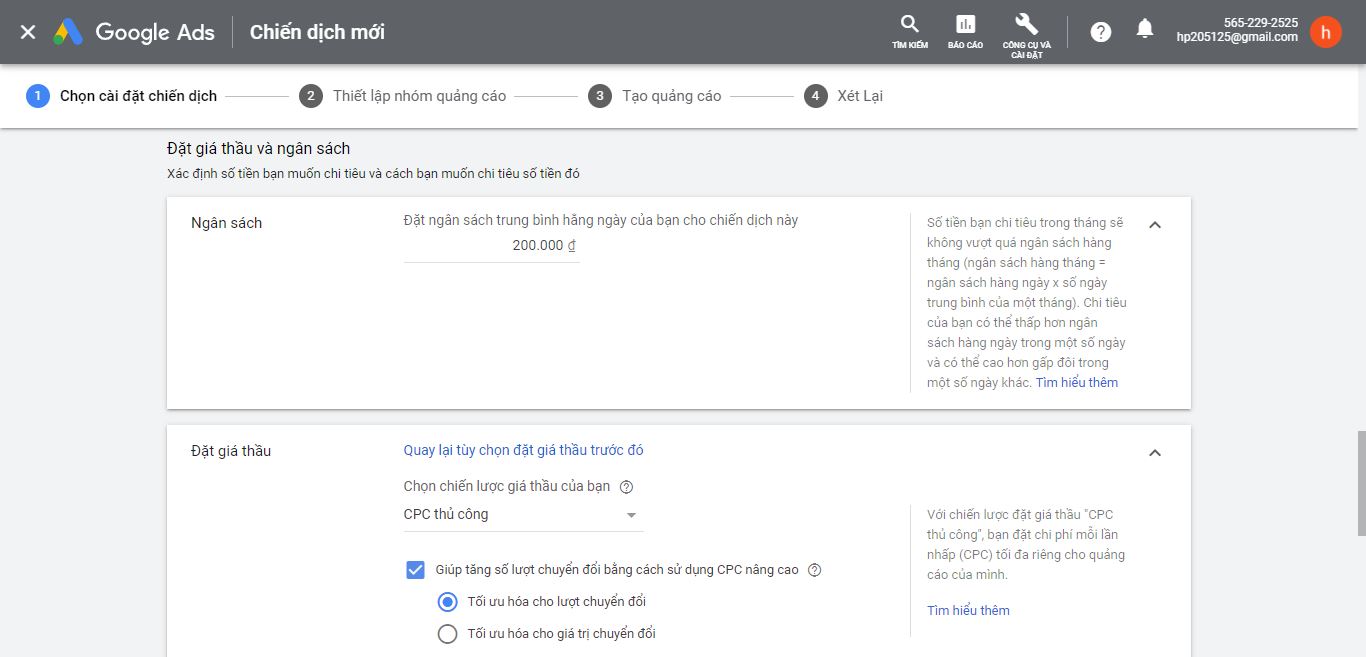 Google Ads
Chiến dịch mới
TÌM KIẾM
BÁO CÁO
CÔNG CỤ VÀ
CÀI ĐẶT
?
565-229-2525
hp205125@gmail.com
h
1 Chọn cài đặt chiến dịch
2 Thiết lập nhóm quảng cáo
3 Tạo quảng cáo
4 Xét Lại
Đặt giá thầu và ngân sách
Xác định số tiền bạn muốn chi tiêu và cách bạn muốn chi tiêu số tiền đó
Ngân sách
Đặt ngân sách trung bình hằng ngày của bạn cho chiến dịch này
200.000 ₫
Số tiền bạn chi tiêu trong tháng sẽ
không vượt quá ngân sách hàng
tháng (ngân sách hàng tháng =
ngân sách hàng ngày x số ngày
trung bình của một tháng). Chi tiêu
của bạn có thể thấp hơn ngân
sách hàng ngày trong một số ngày
và có thể cao hơn gấp đôi trong
một số ngày khác. Tìm hiểu thêm
Đặt giá thầu
Quay lại tùy chọn đặt giá thầu trước đó
Chọn chiến lược giá thầu của bạn ?
CPC thủ công
Giúp tăng số lượt chuyển đổi bằng cách sử dụng CPC nâng cao ?
Tối ưu hóa cho lượt chuyển đổi
Tối ưu hóa cho giá trị chuyển đổi
Với chiến lược đặt giá thầu "CPC
thủ công", bạn đặt chi phí mỗi lần
nhấp (CPC) tối đa riêng cho quảng
cáo của mình.
Tìm hiểu thêm